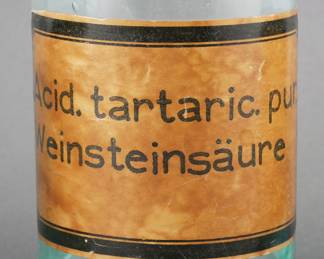 Acid. tartaric. pur.
Weinsteinsäure